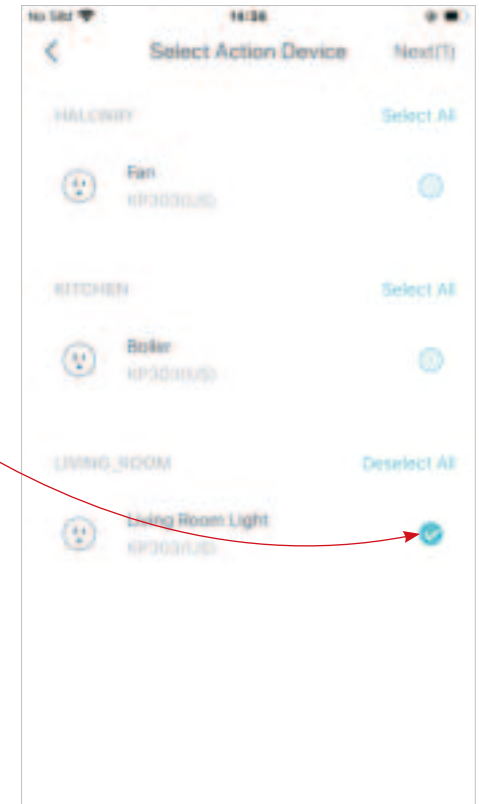 No SIM 16:36
Select Action Device Next(1)
HALLWAY Select All
Fan
KP303(US)
KITCHEN Select All
Boiler
KP303(US)
LIVING_ROOM Deselect All
Living Room Light
KP303(US)